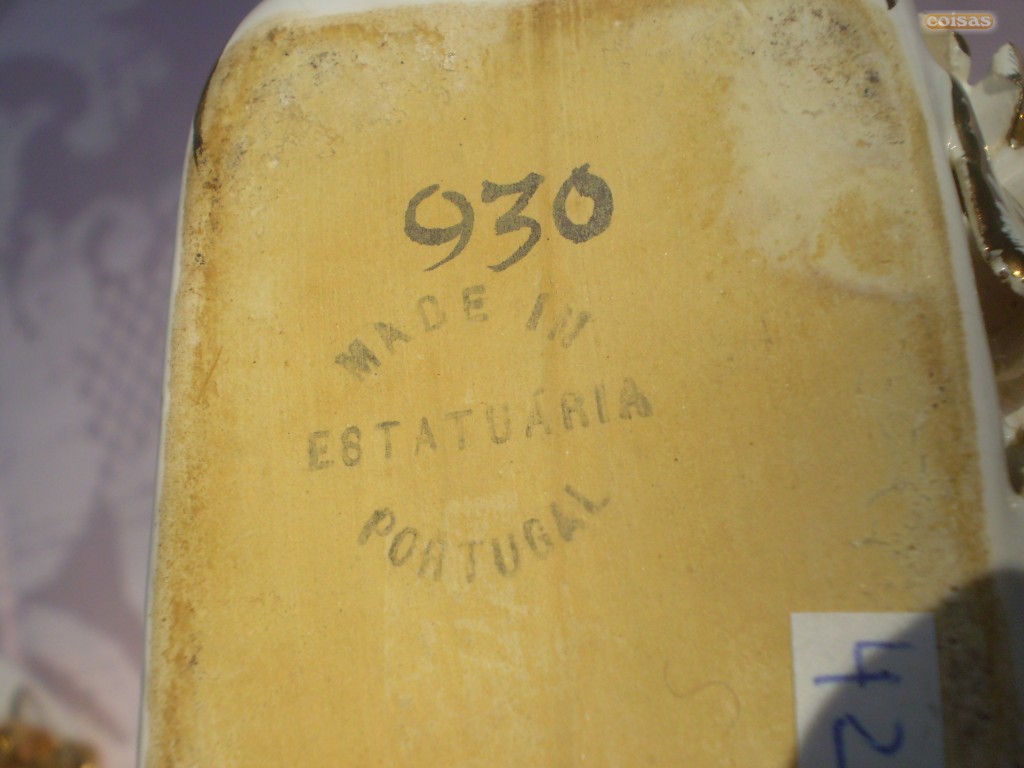 coisas
930
MADE IN
ESTATUÁRIA
PORTUGAL
42